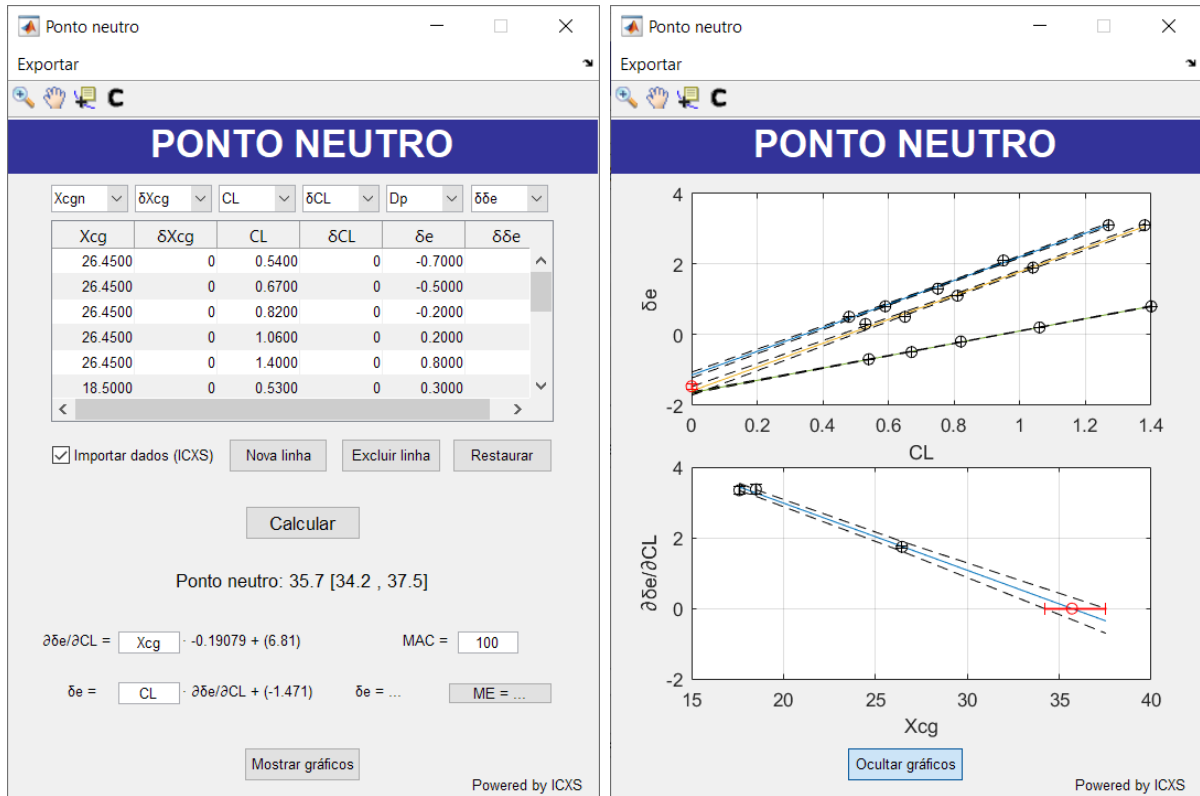 Ponto neutro
Exportar
C
PONTO NEUTRO
Xcgn δXcg CL δCL Dp δδe
Xcg δXcg CL δCL δe δδe
26.4500 0 0.5400 0 -0.7000
26.4500 0 0.6700 0 -0.5000
26.4500 0 0.8200 0 -0.2000
26.4500 0 1.0600 0 0.2000
26.4500 0 1.4000 0 0.8000
18.5000 0 0.5300 0 0.3000
Importar dados (ICXS) Nova linha Excluir linha Restaurar
Calcular
Ponto neutro: 35.7 [34.2 , 37.5]
∂δe/∂CL = Xcg · -0.19079 + (6.81) MAC = 100
δe = CL · ∂δe/∂CL + (-1.471) δe = ... ME = ...
Mostrar gráficos
Powered by ICXS
Ponto neutro
Exportar
C
PONTO NEUTRO
4
2
0
-2
δe
0 0.2 0.4 0.6 0.8 1 1.2 1.4
CL
4
2
0
-2
∂δe/∂CL
15 20 25 30 35 40
Xcg
Ocultar gráficos
Powered by ICXS